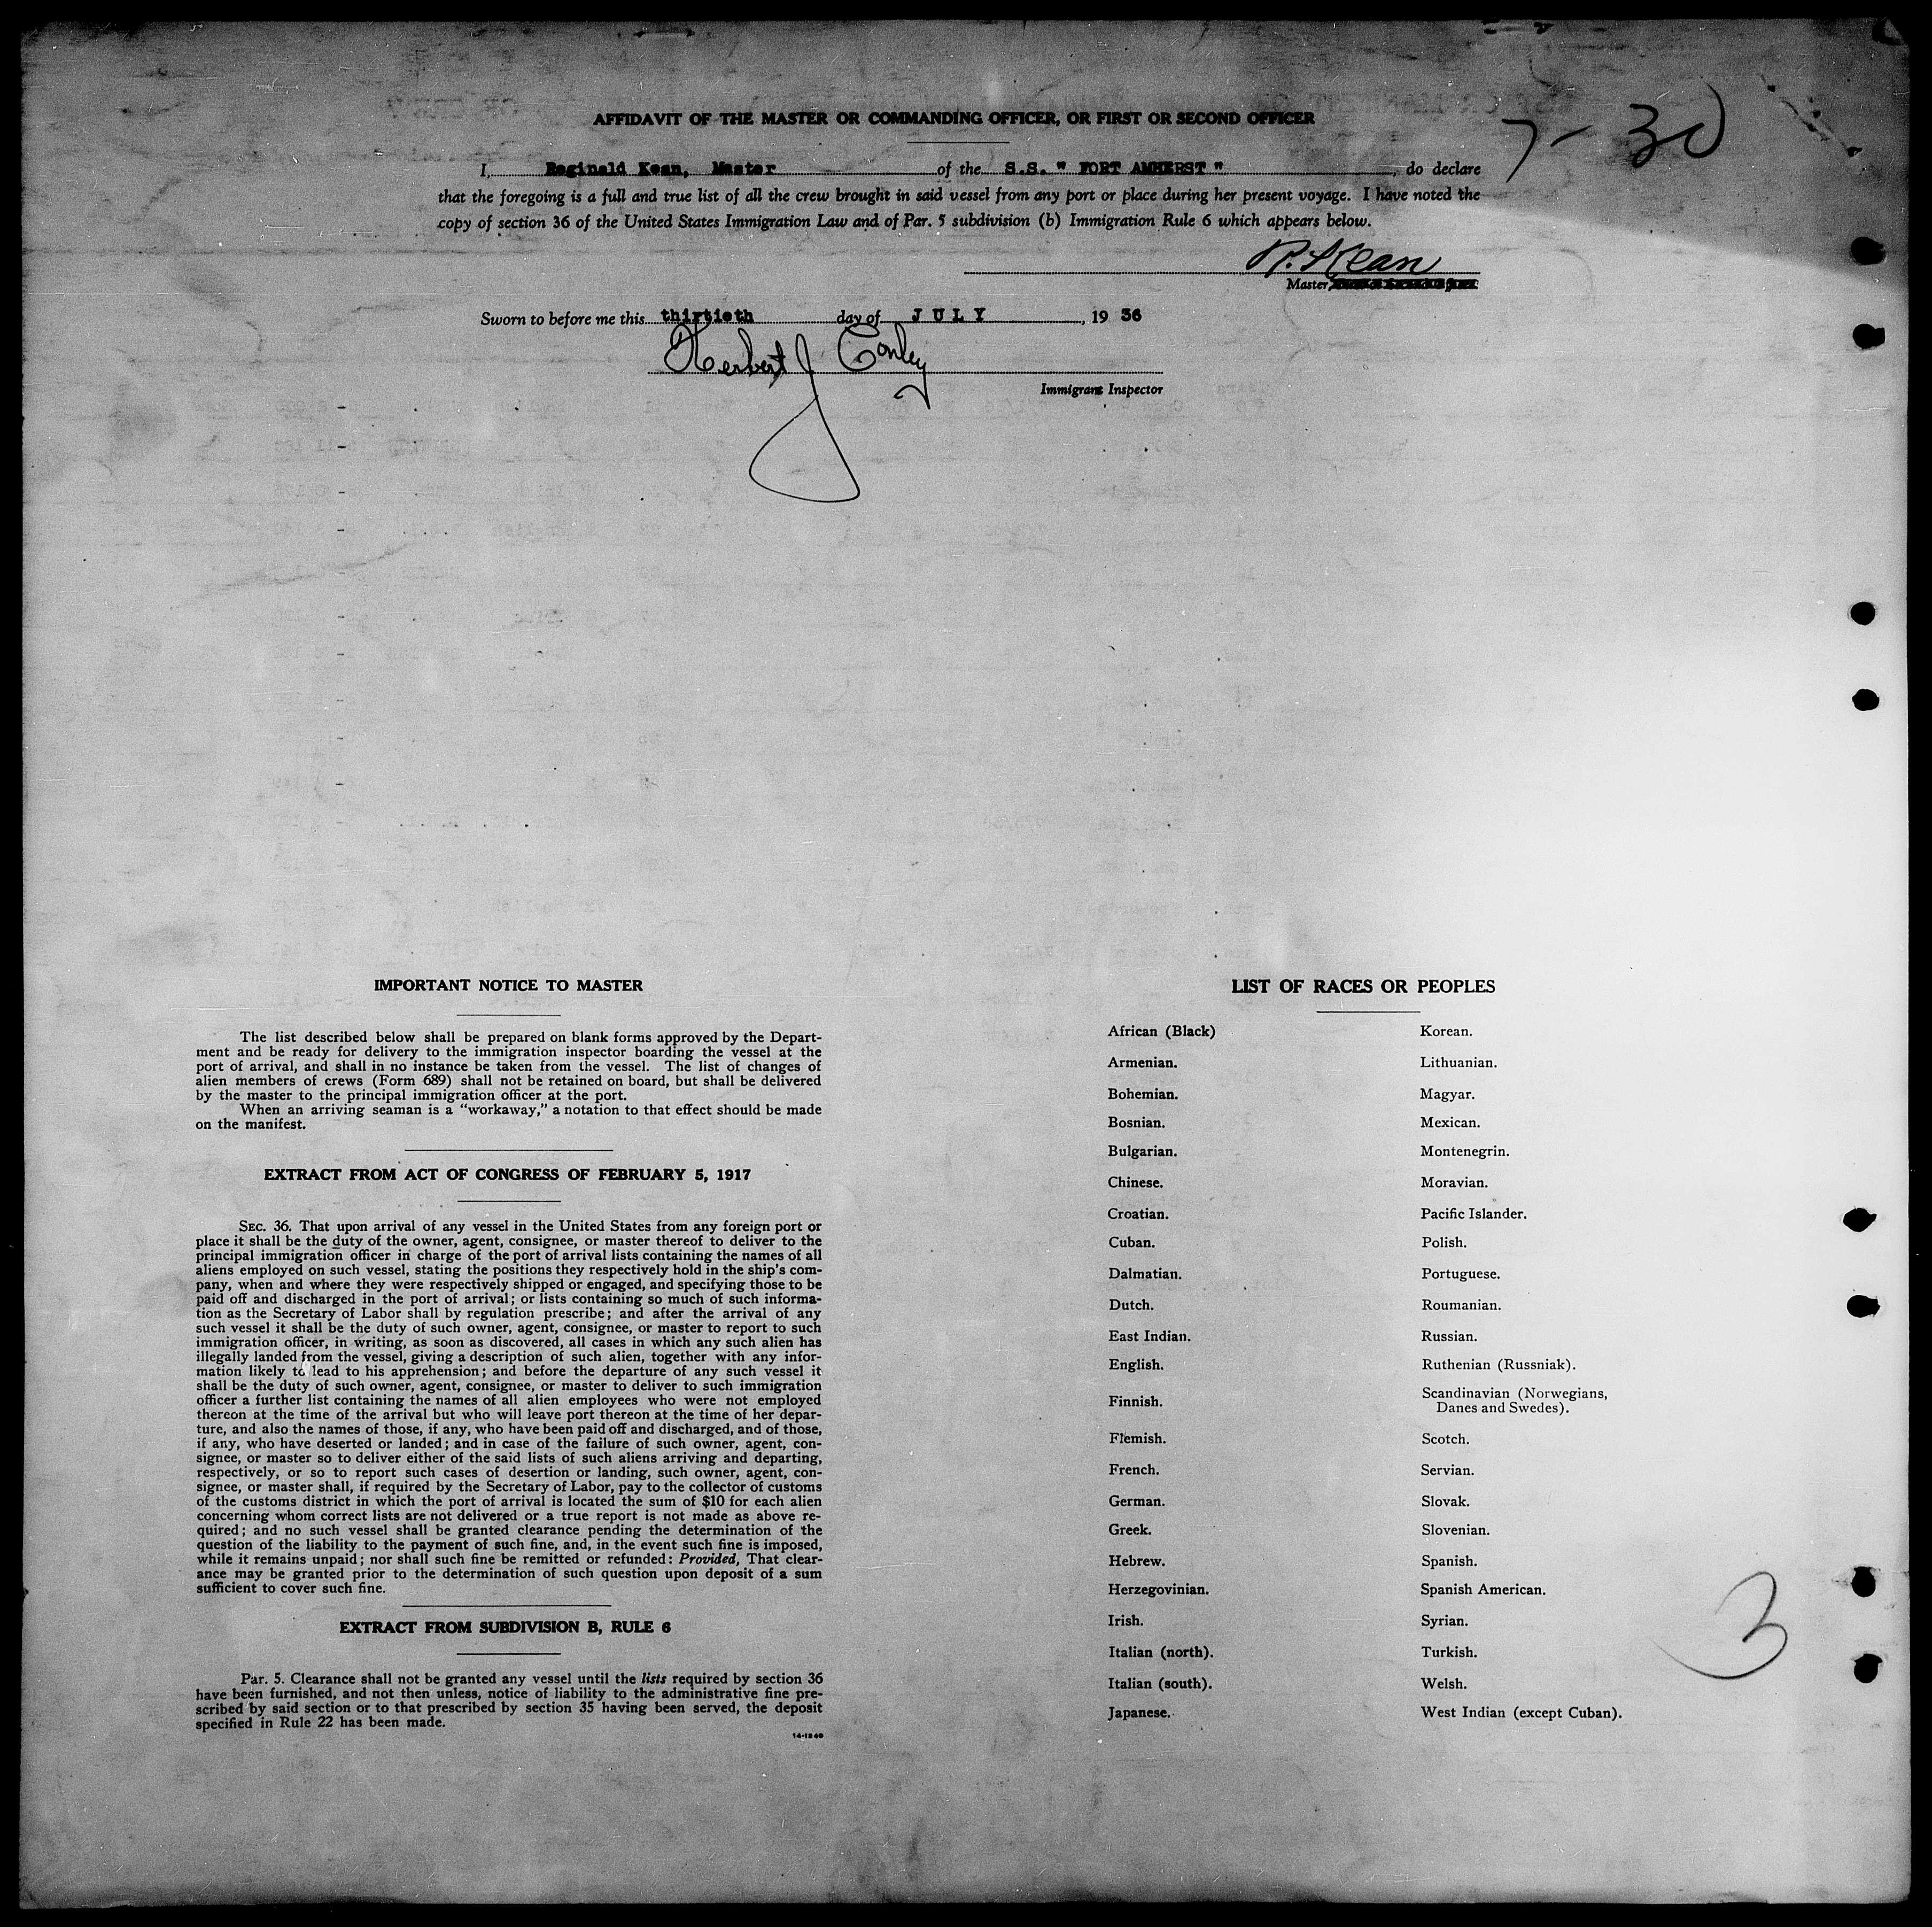 AFFIDAVIT OF THE MASTER OR COMMANDING OFFICER, OR FIRST OR SECOND OFFICER
7- 30
I, Reginald Kean, Master of the S.S. " FORT AMHERST ", do declare
that the foregoing is a full and true list of all the crew brought in said vessel from any port or place during her present voyage. I have noted the
copy of section 36 of the United States Immigration Law and of Par. 5 subdivision (b) Immigration Rule 6 which appears below.
R. Kean
Master,
Sworn to before me this thirtieth day of JULY, 19 36
Herbert J Conley
Immigrant Inspector
IMPORTANT NOTICE TO MASTER
The list described below shall be prepared on blank forms approved by the Depart-
ment and be ready for delivery to the immigration inspector boarding the vessel at the
port of arrival, and shall in no instance be taken from the vessel. The list of changes of
alien members of crews (Form 689) shall not be retained on board, but shall be delivered
by the master to the principal immigration officer at the port.
When an arriving seaman is a "workaway," a notation to that effect should be made
on the manifest.
EXTRACT FROM ACT OF CONGRESS OF FEBRUARY 5, 1917
SEC. 36. That upon arrival of any vessel in the United States from any foreign port or
place it shall be the duty of the owner, agent, consignee, or master thereof to deliver to the
principal immigration officer in charge of the port of arrival lists containing the names of all
aliens employed on such vessel, stating the positions they respectively hold in the ship's com-
pany, when and where they were respectively shipped or engaged, and specifying those to be
paid off and discharged in the port of arrival; or lists containing so much of such informa-
tion as the Secretary of Labor shall by regulation prescribe; and after the arrival of any
such vessel it shall be the duty of such owner, agent, consignee, or master to report to such
immigration officer, in writing, as soon as discovered, all cases in which any such alien has
illegally landed from the vessel, giving a description of such alien, together with any infor-
mation likely to lead to his apprehension; and before the departure of any such vessel it
shall be the duty of such owner, agent, consignee, or master to deliver to such immigration
officer a further list containing the names of all alien employees who were not employed
thereon at the time of the arrival but who will leave port thereon at the time of her depar-
ture, and also the names of those, if any, who have been paid off and discharged, and of those,
if any, who have deserted or landed; and in case of the failure of such owner, agent, con-
signee, or master so to deliver either of the said lists of such aliens arriving and departing,
respectively, or so to report such cases of desertion or landing, such owner, agent, con-
signee, or master shall, if required by the Secretary of Labor, pay to the collector of customs
of the customs district in which the port of arrival is located the sum of $10 for each alien
concerning whom correct lists are not delivered or a true report is not made as above re-
quired; and no such vessel shall be granted clearance pending the determination of the
question of the liability to the payment of such fine, and, in the event such fine is imposed,
while it remains unpaid; nor shall such fine be remitted or refunded: Provided, That clear-
ance may be granted prior to the determination of such question upon deposit of a sum
sufficient to cover such fine.
EXTRACT FROM SUBDIVISION B, RULE 6
Par. 5. Clearance shall not be granted any vessel until the lists required by section 36
have been furnished, and not then unless, notice of liability to the administrative fine pre-
scribed by said section or to that prescribed by section 35 having been served, the deposit
specified in Rule 22 has been made.
14-1240
LIST OF RACES OR PEOPLES
African (Black)
Armenian.
Bohemian.
Bosnian.
Bulgarian.
Chinese.
Croatian.
Cuban.
Dalmatian.
Dutch.
East Indian.
English.
Finnish.
Flemish.
French.
German.
Greek.
Hebrew.
Herzegovinian.
Irish.
Italian (north).
Italian (south).
Japanese.
Korean.
Lithuanian.
Magyar.
Mexican.
Montenegrin.
Moravian.
Pacific Islander.
Polish.
Portuguese.
Roumanian.
Russian.
Ruthenian (Russniak).
Scandinavian (Norwegians,
Danes and Swedes).
Scotch.
Servian.
Slovak.
Slovenian.
Spanish.
Spanish American.
Syrian.
Turkish.
Welsh.
West Indian (except Cuban).
3